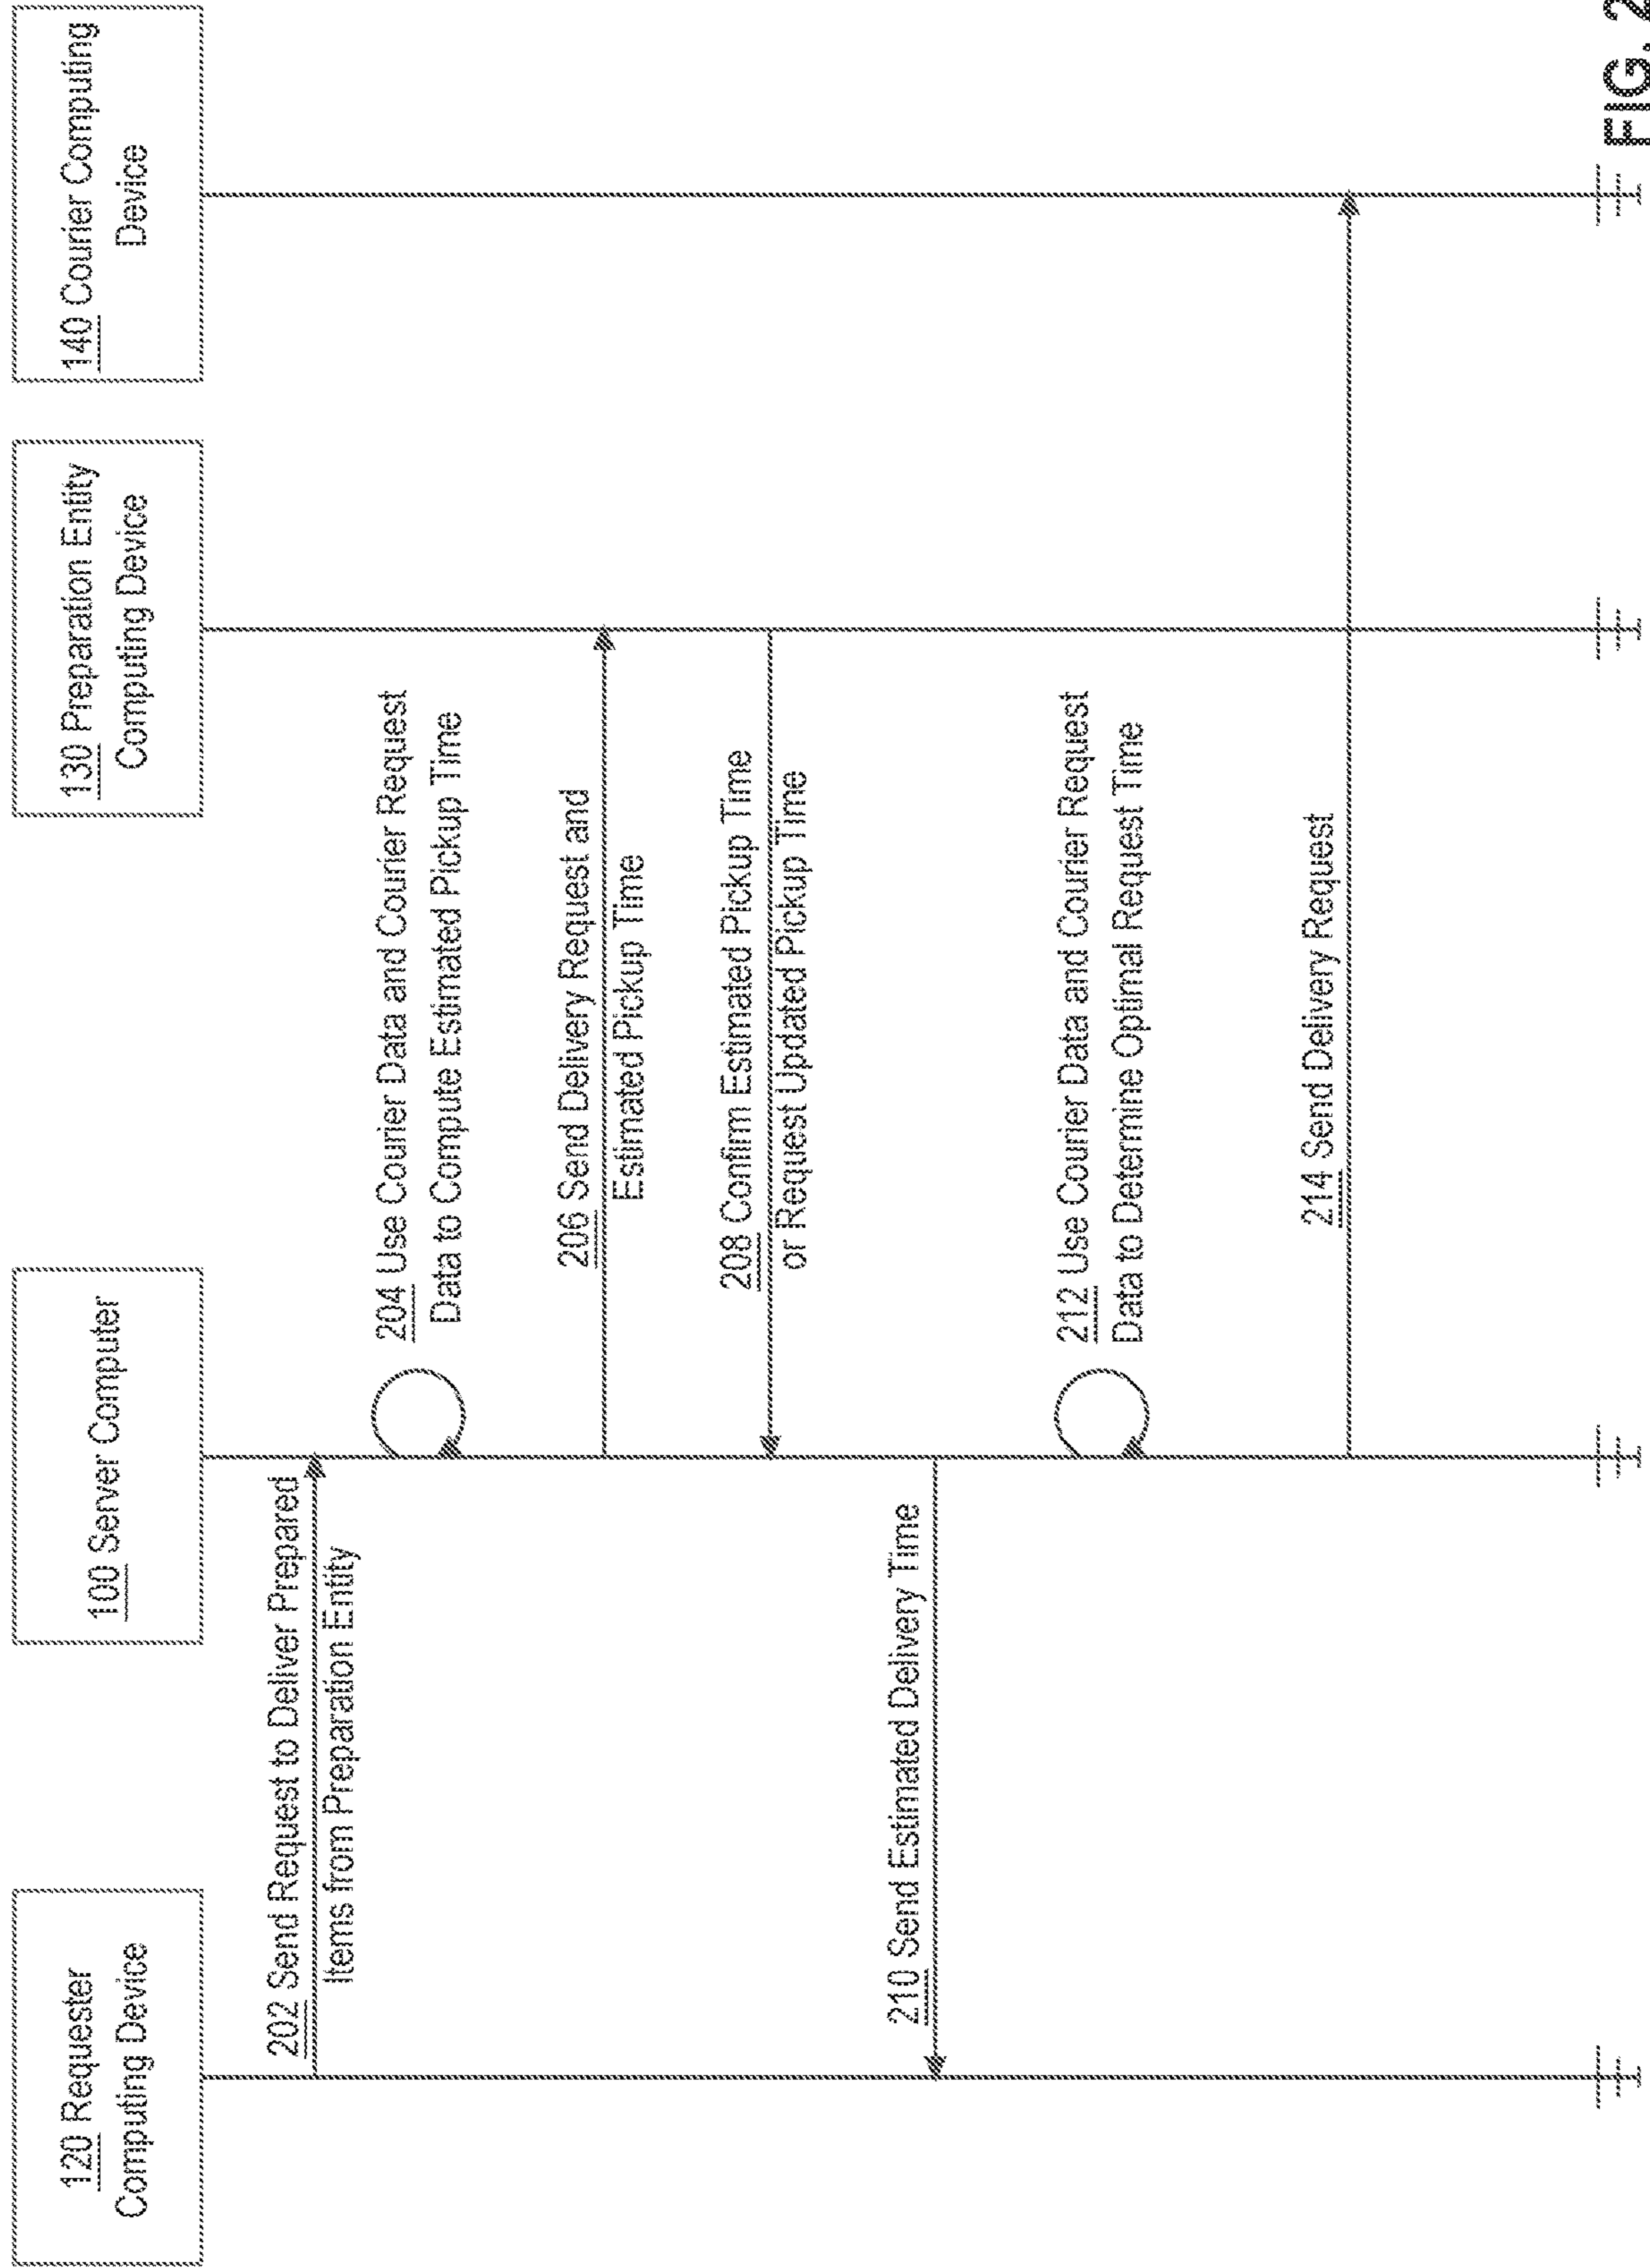 120 Requester
Computing Device
100 Server Computer
130 Preparation Entity
Computing Device
140 Courier Computing
Device
202 Send Request to Deliver Prepared
Items from Preparation Entity
204 Use Courier Data and Courier Request
Data to Compute Estimated Pickup Time
206 Send Delivery Request and
Estimated Pickup Time
208 Confirm Estimated Pickup Time
or Request Updated Pickup Time
210 Send Estimated Delivery Time
212 Use Courier Data and Courier Request
Data to Determine Optimal Request Time
214 Send Delivery Request
FIG. 2